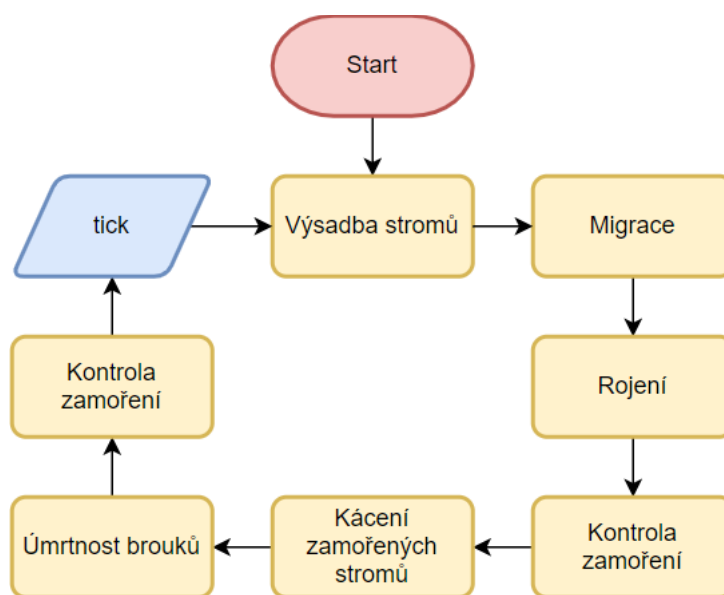 Start
tick
Výsadba stromů
Migrace
Kontrola
zamoření
Rojení
Úmrtnost brouků
Kácení
zamořených
stromů
Kontrola
zamoření